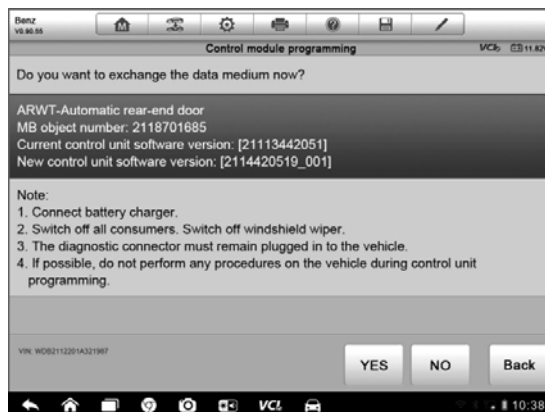 Benz
V0.90.55
Control module programming
VCI 11.82V
Do you want to exchange the data medium now?
ARWT-Automatic rear-end door
MB object number: 2118701685
Current control unit software version: [21113442051]
New control unit software version: [2114420519_001]
Note:
1. Connect battery charger.
2. Switch off all consumers. Switch off windshield wiper.
3. The diagnostic connector must remain plugged in to the vehicle.
4. If possible, do not perform any procedures on the vehicle during control unit
programming.
VIN: WDB2112201A321987
YES NO Back
VCI 10:38